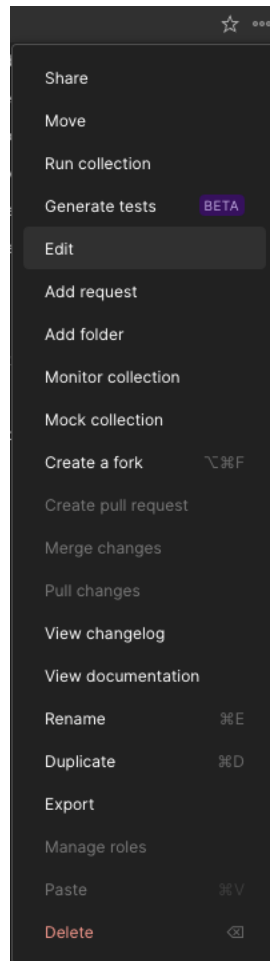 Share
Move
Run collection
Generate tests BETA
Edit
Add request
Add folder
Monitor collection
Mock collection
Create a fork ⌥⌘F
Create pull request
Merge changes
Pull changes
View changelog
View documentation
Rename ⌘E
Duplicate ⌘D
Export
Manage roles
Paste ⌘V
Delete ⌫